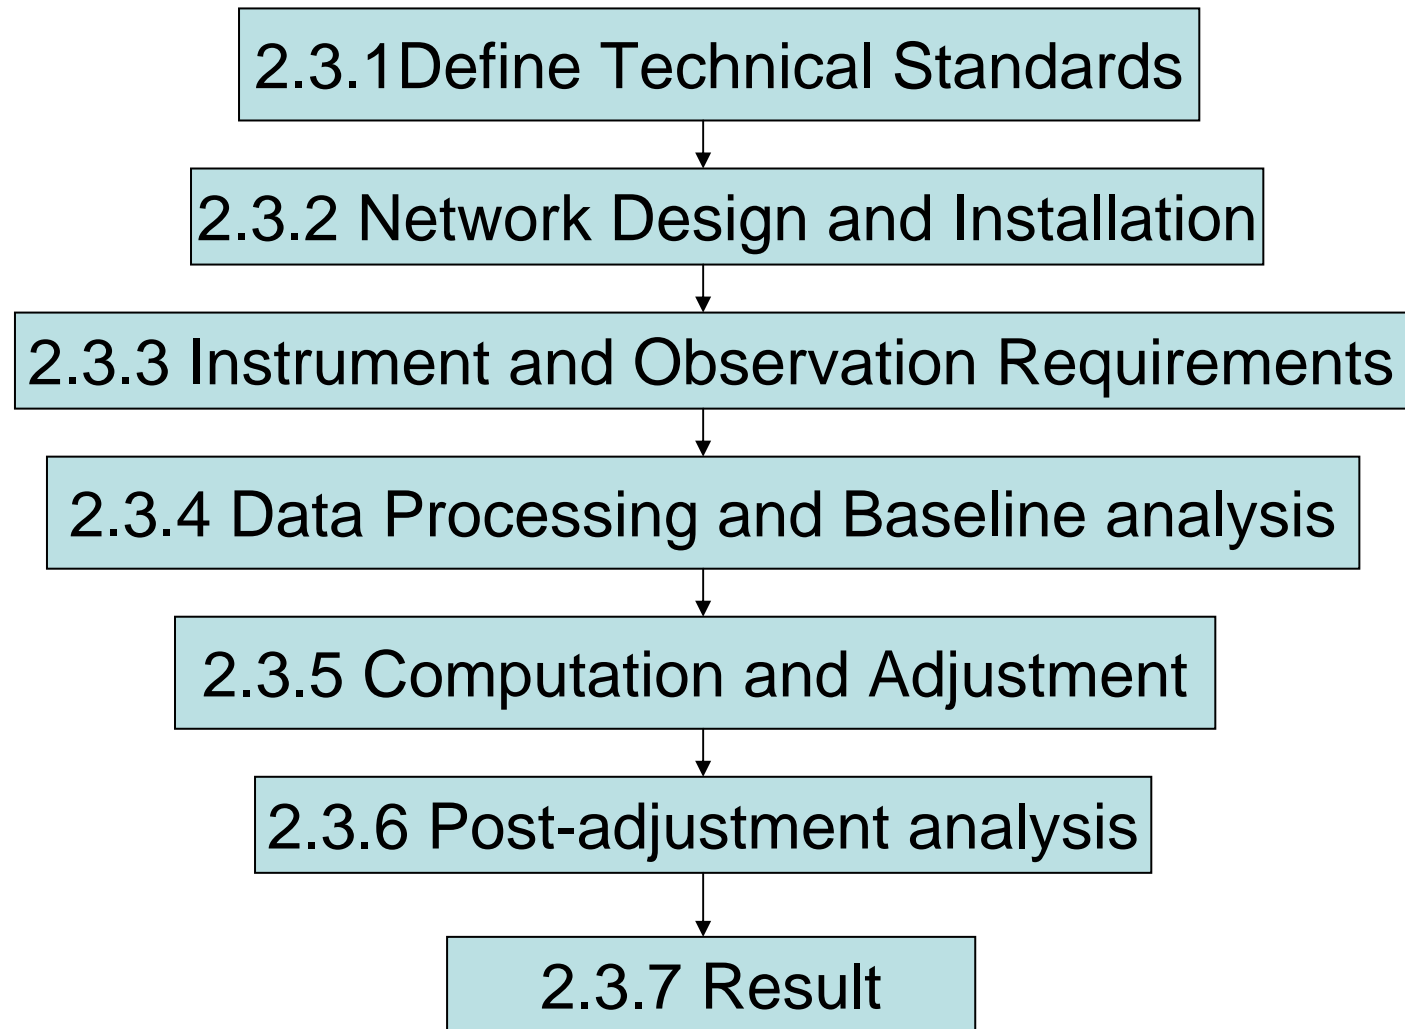 2.3.1Define Technical Standards
2.3.2 Network Design and Installation
2.3.3 Instrument and Observation Requirements
2.3.4 Data Processing and Baseline analysis
2.3.5 Computation and Adjustment
2.3.6 Post-adjustment analysis
2.3.7 Result